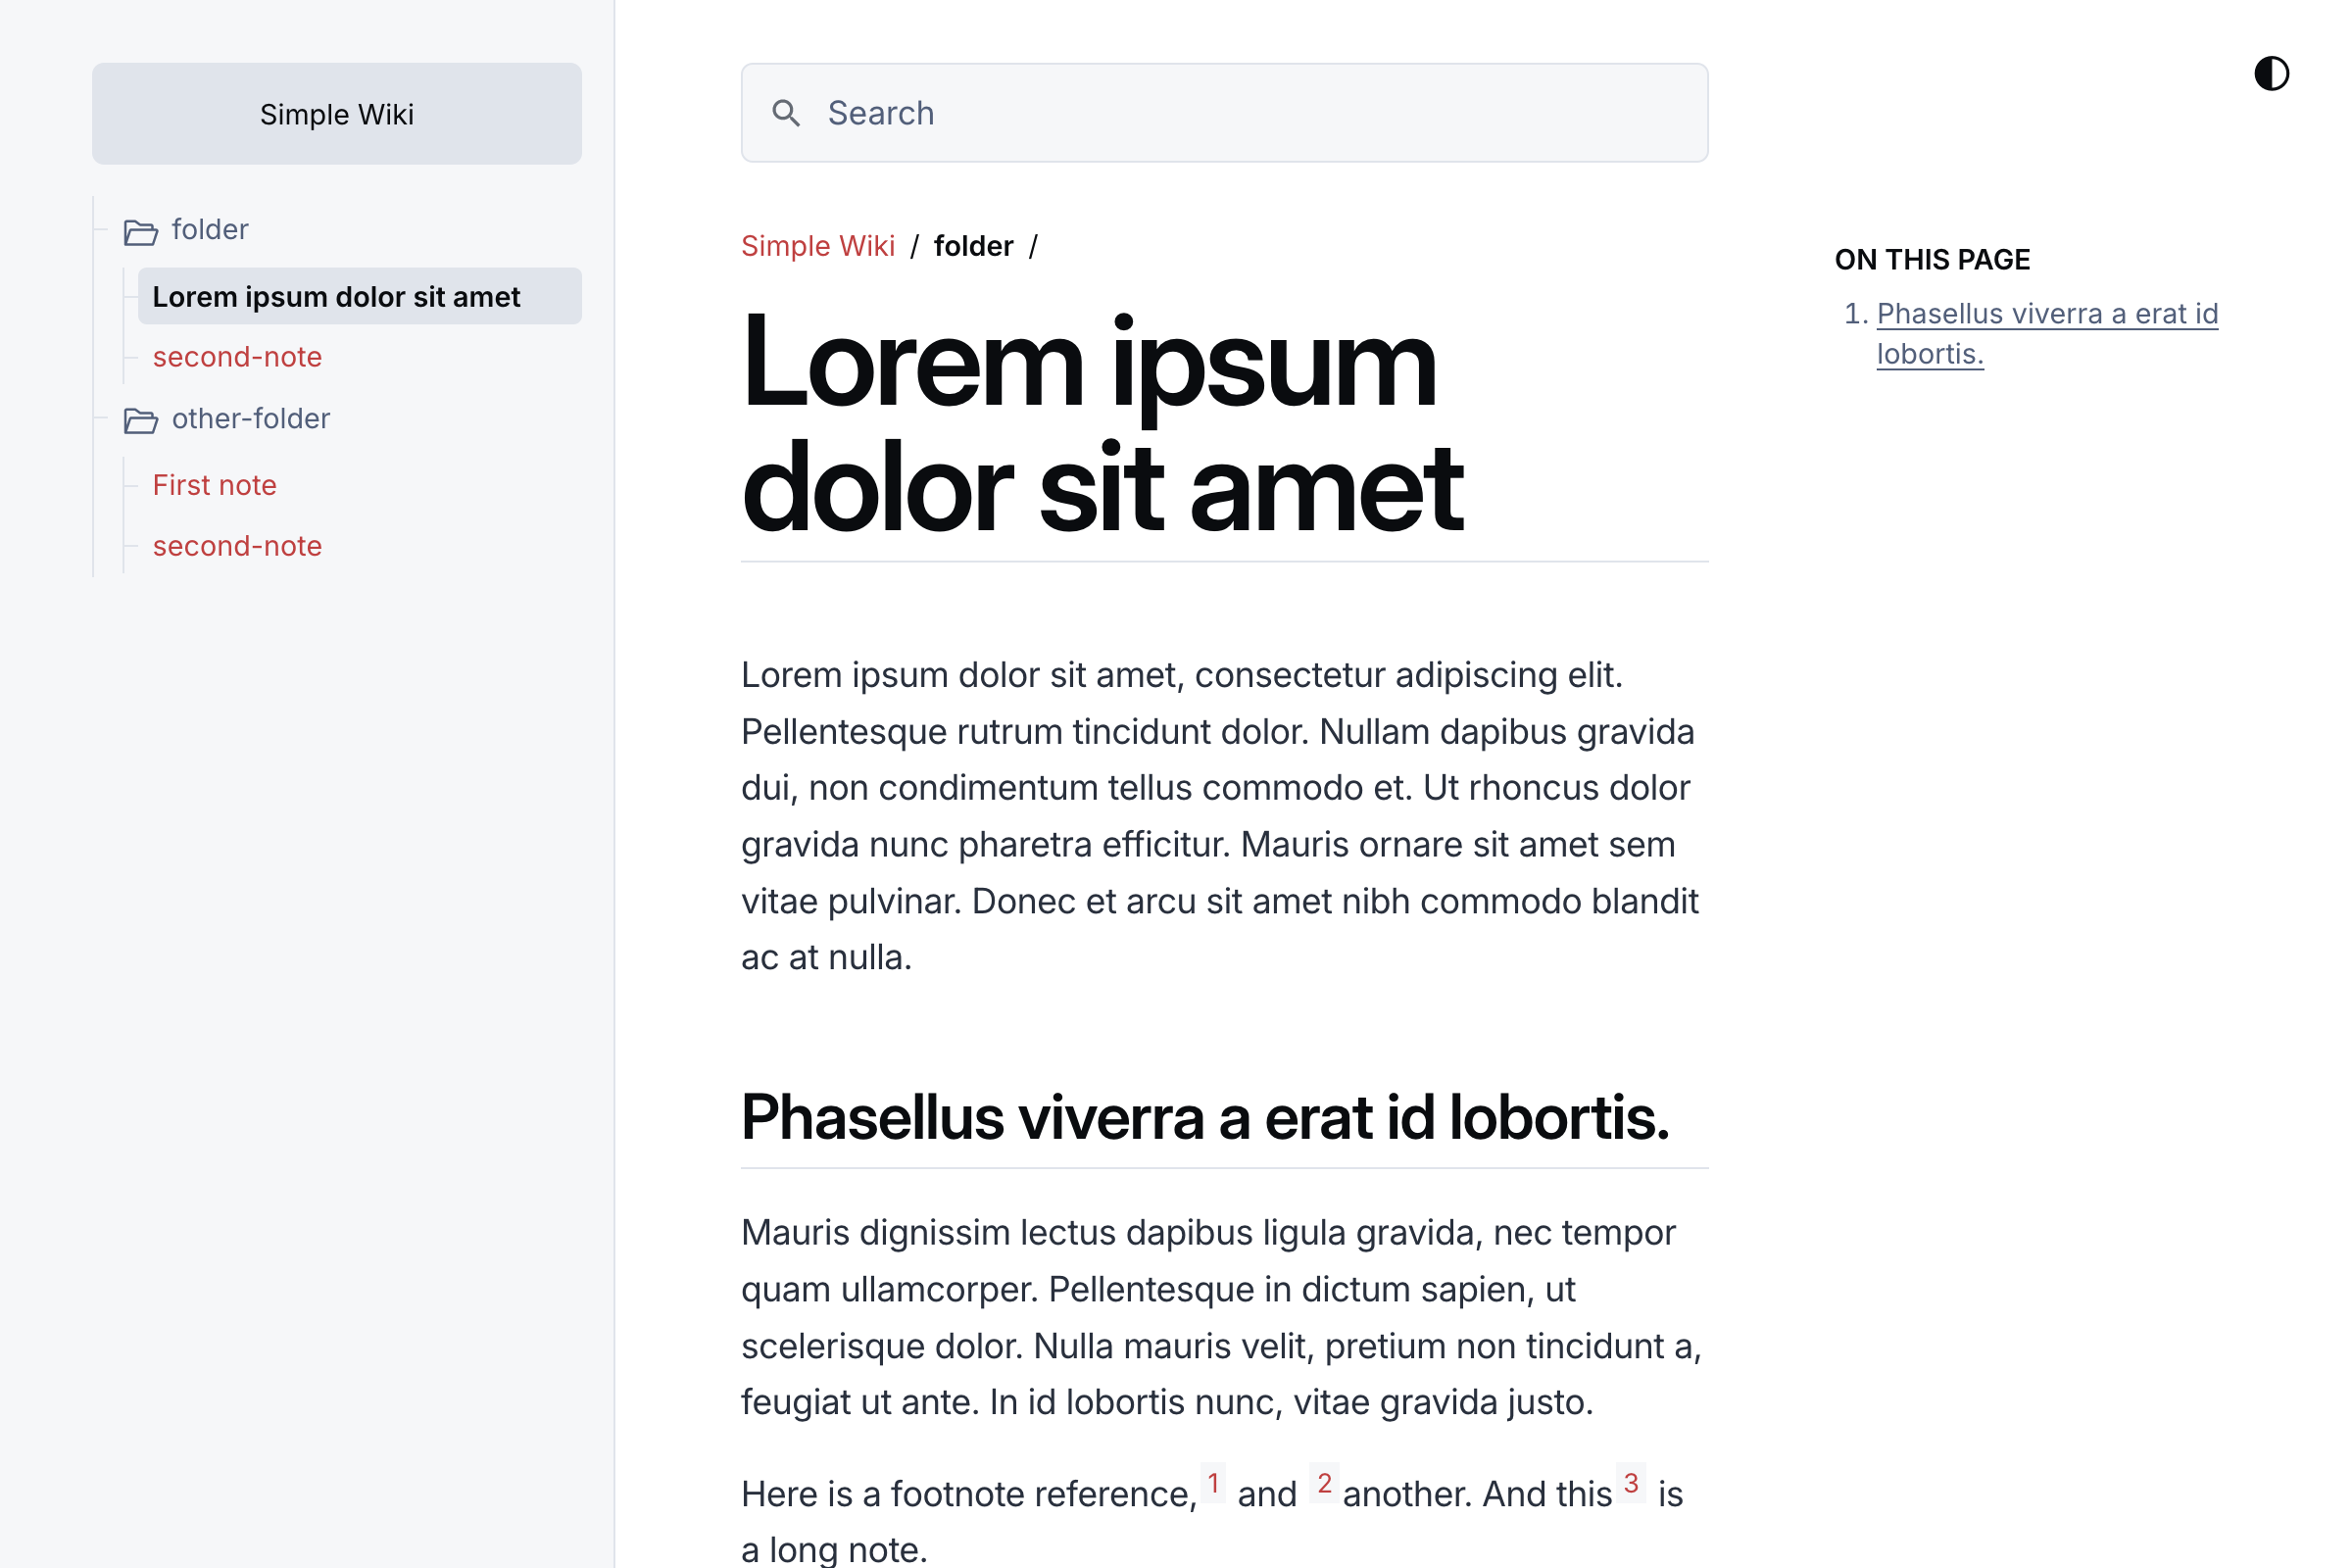 Simple Wiki
folder
Lorem ipsum dolor sit amet
second-note
other-folder
First note
second-note
Search
Simple Wiki / folder /
Lorem ipsum
dolor sit amet
Lorem ipsum dolor sit amet, consectetur adipiscing elit.
Pellentesque rutrum tincidunt dolor. Nullam dapibus gravida
dui, non condimentum tellus commodo et. Ut rhoncus dolor
gravida nunc pharetra efficitur. Mauris ornare sit amet sem
vitae pulvinar. Donec et arcu sit amet nibh commodo blandit
ac at nulla.
Phasellus viverra a erat id lobortis.
Mauris dignissim lectus dapibus ligula gravida, nec tempor
quam ullamcorper. Pellentesque in dictum sapien, ut
scelerisque dolor. Nulla mauris velit, pretium non tincidunt a,
feugiat ut ante. In id lobortis nunc, vitae gravida justo.
Here is a footnote reference,1 and 2another. And this3 is
a long note.
ON THIS PAGE
1. Phasellus viverra a erat id
lobortis.